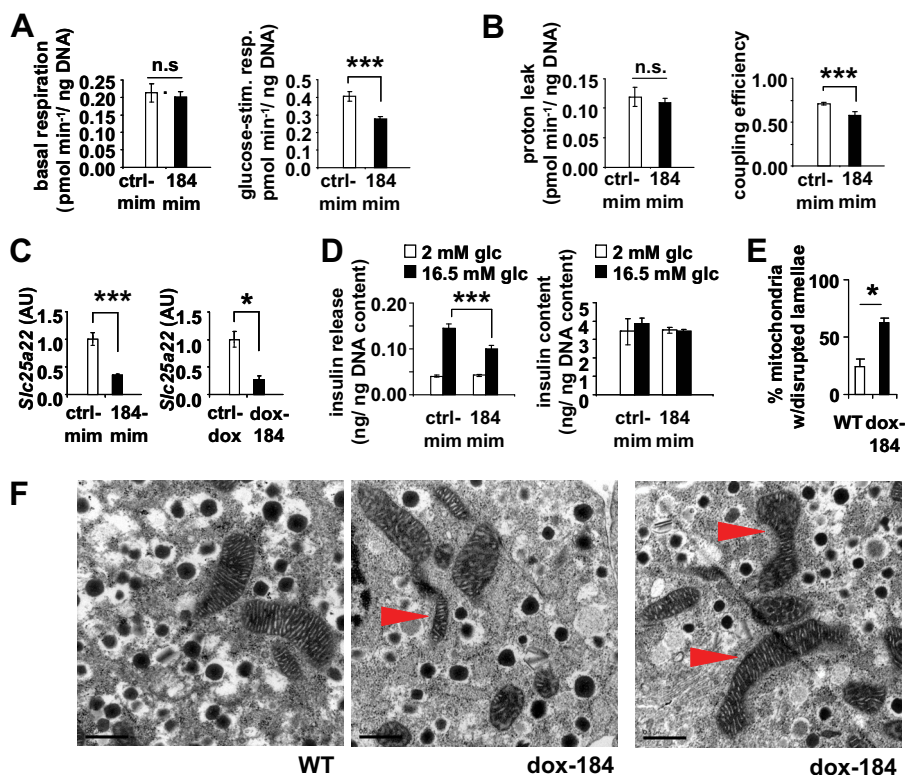 A
basal respiration
(pmol min-1/ ng DNA)
0.25
0.20
0.15
0.10
0.05
0.00
n.s
ctrl- 184
mim mim
glucose-stim. resp.
pmol min-1/ ng DNA)
0.5
0.4
0.3
0.2
0.1
***
ctrl- 184
mim mim
B
proton leak
(pmol min-1/ ng DNA)
0.20
0.15
0.10
0.05
0.00
n.s.
ctrl- 184
mim mim
coupling efficiency
1.00
0.75
0.50
0.00
***
ctrl- 184
mim mim
C
Slc25a22 (AU)
1.5
1.0
0.5
0.0
***
ctrl- 184-
mim mim
Slc25a22 (AU)
1.5
1.0
0.5
0.0
*
ctrl- dox-
dox 184
D
2 mM glc
16.5 mM glc
insulin release
(ng/ ng DNA content)
0.20
0.10
0.00
***
ctrl- 184
mim mim
2 mM glc
16.5 mM glc
insulin content
(ng/ ng DNA content)
5
4
3
2
1
0
ctrl- 184
mim mim
E
% mitochondria
w/disrupted lamellae
100
50
0
*
WT dox-
184
F
WT
dox-184
dox-184